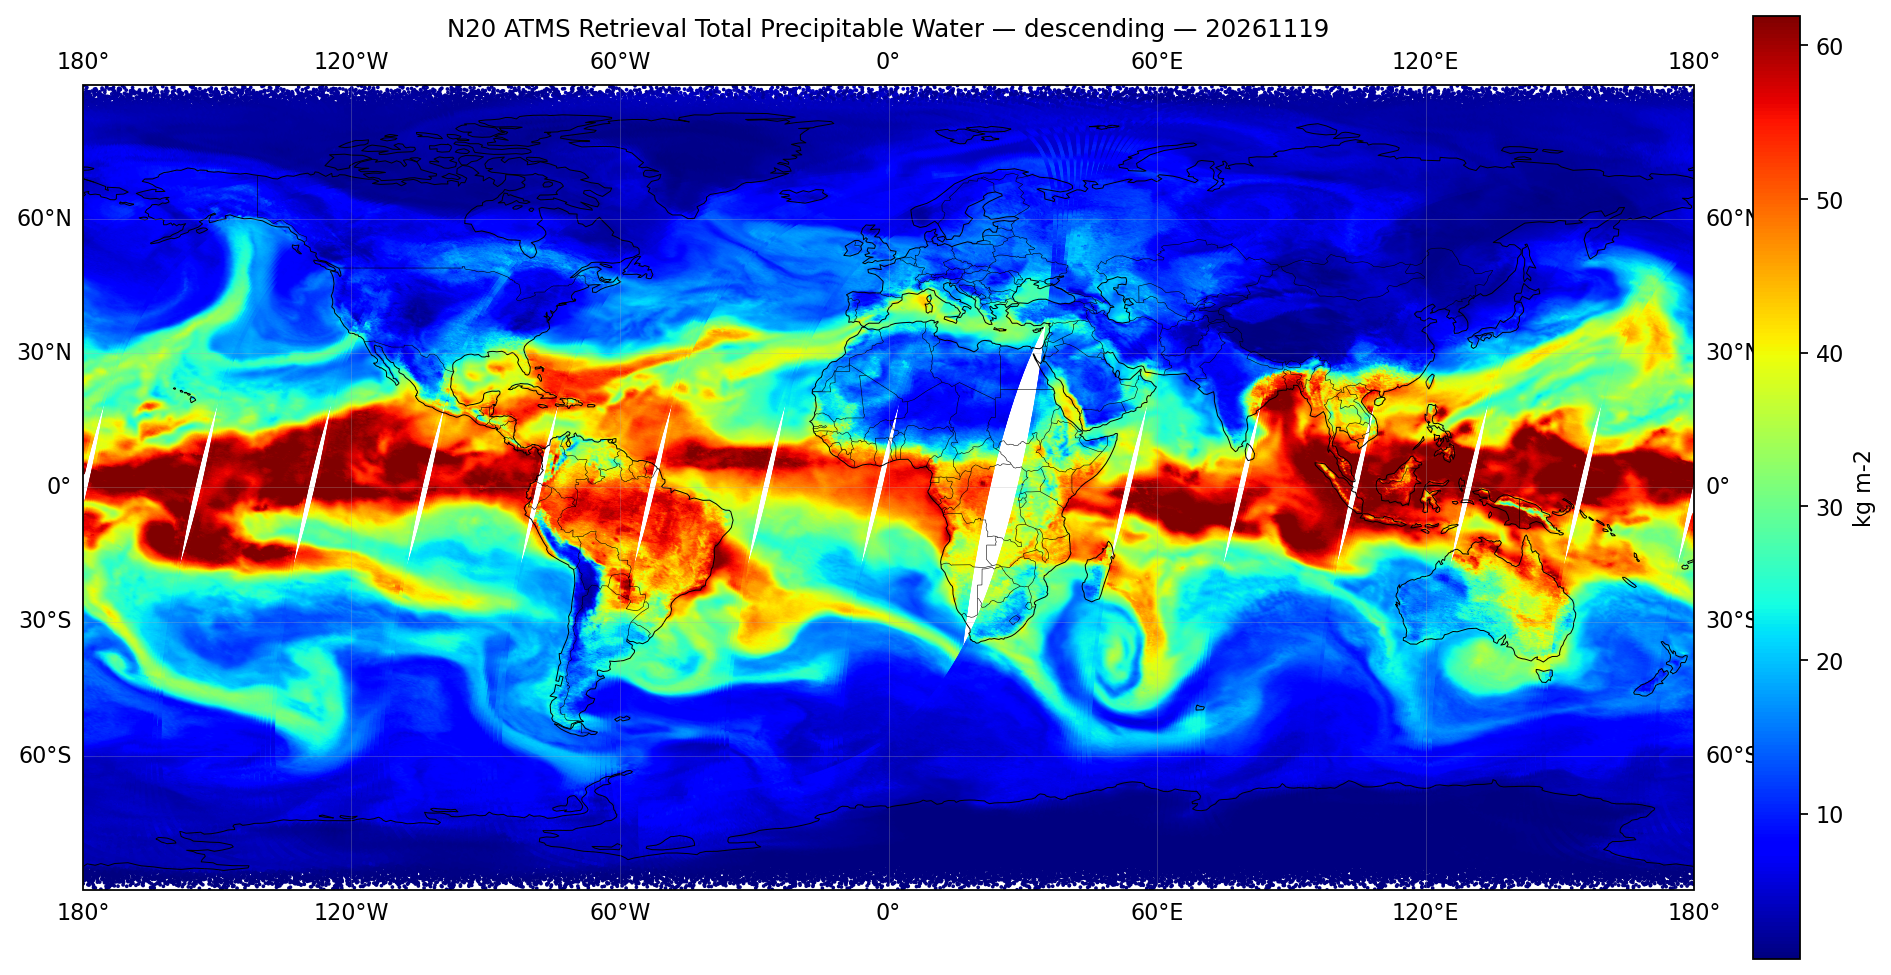 N20 ATMS Retrieval Total Precipitable Water — descending — 20261119
180° 120°W 60°W 0° 60°E 120°E 180°
60°N 60°N
30°N 30°N
0° 0°
30°S 30°S
60°S 60°S
180° 120°W 60°W 0° 60°E 120°E 180°
60
50
40
30
20
10
kg m-2